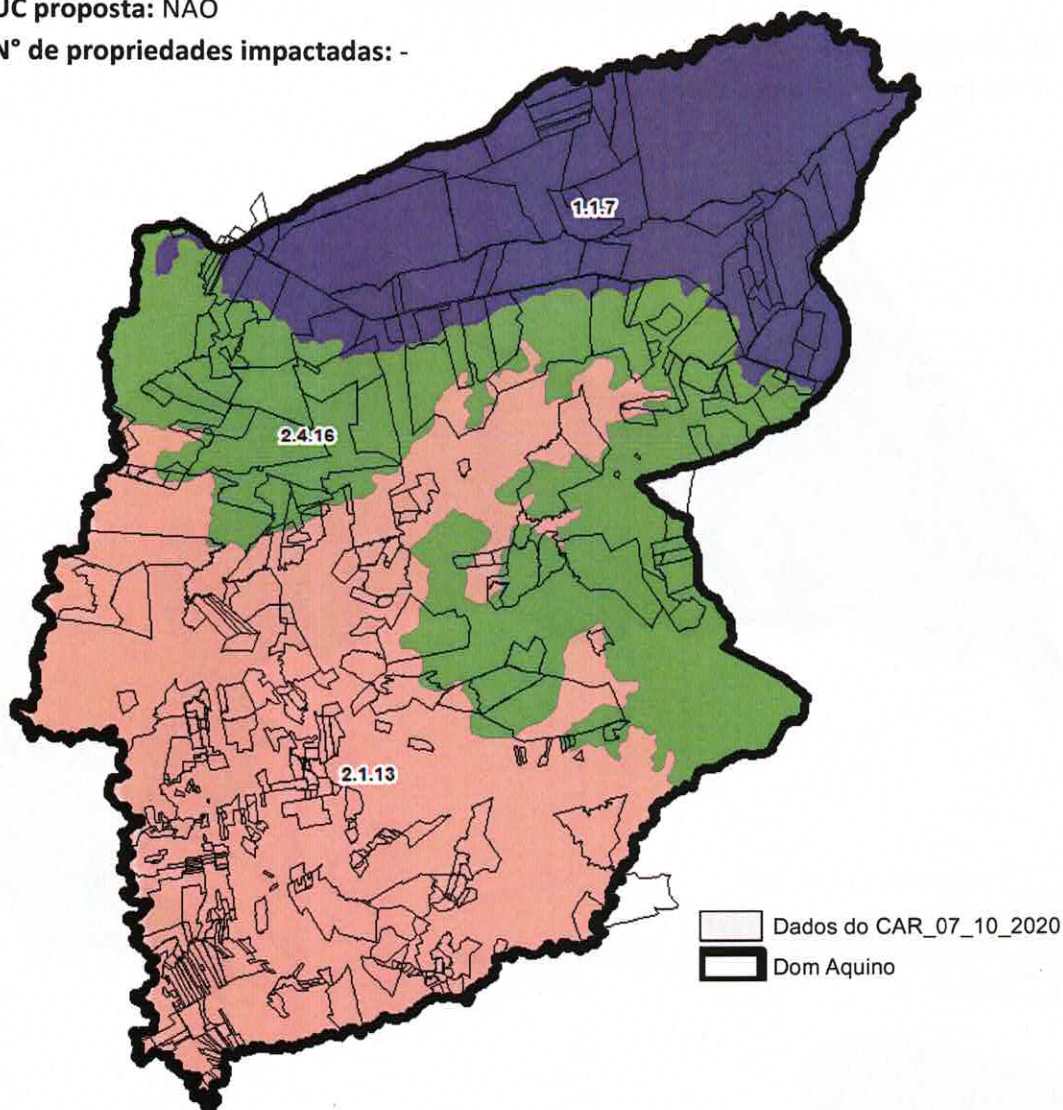 UC proposta: NÃO
N° de propriedades impactadas: -
1.1.7
2.4.16
2.1.13
Dados do CAR_07_10_2020
Dom Aquino